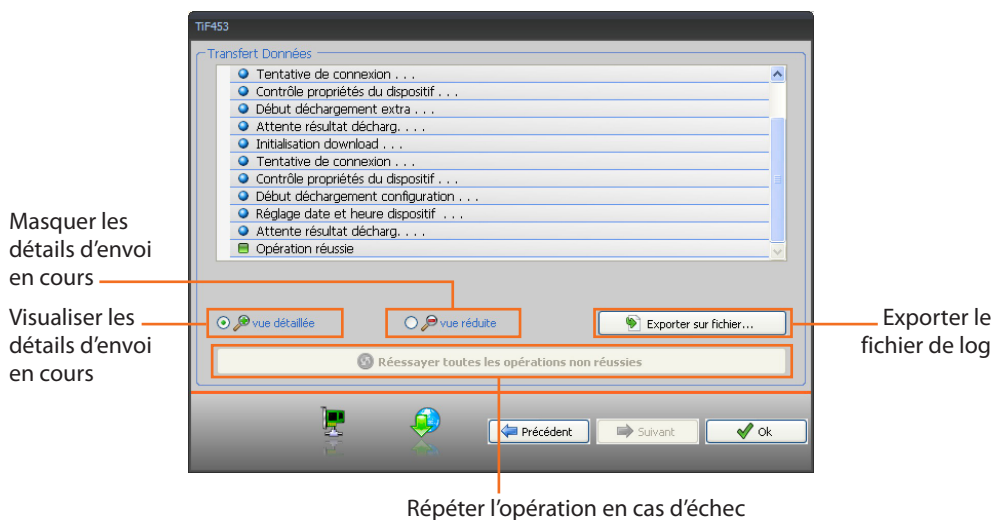 TiF453
Transfert Données
Tentative de connexion . . .
Contrôle propriétés du dispositif . . .
Début déchargement extra . . .
Attente résultat décharg. . . .
Initialisation download . . .
Tentative de connexion . . .
Contrôle propriétés du dispositif . . .
Début déchargement configuration . . .
Réglage date et heure dispositif . . .
Attente résultat décharg. . . .
Opération réussie
Masquer les
détails d’envoi
en cours
Visualiser les
détails d’envoi
en cours
vue détaillée
vue réduite
Exporter sur fichier...
Exporter le
fichier de log
Réessayer toutes les opérations non réussies
Précédent
Suivant
Ok
Répéter l’opération en cas d’échec